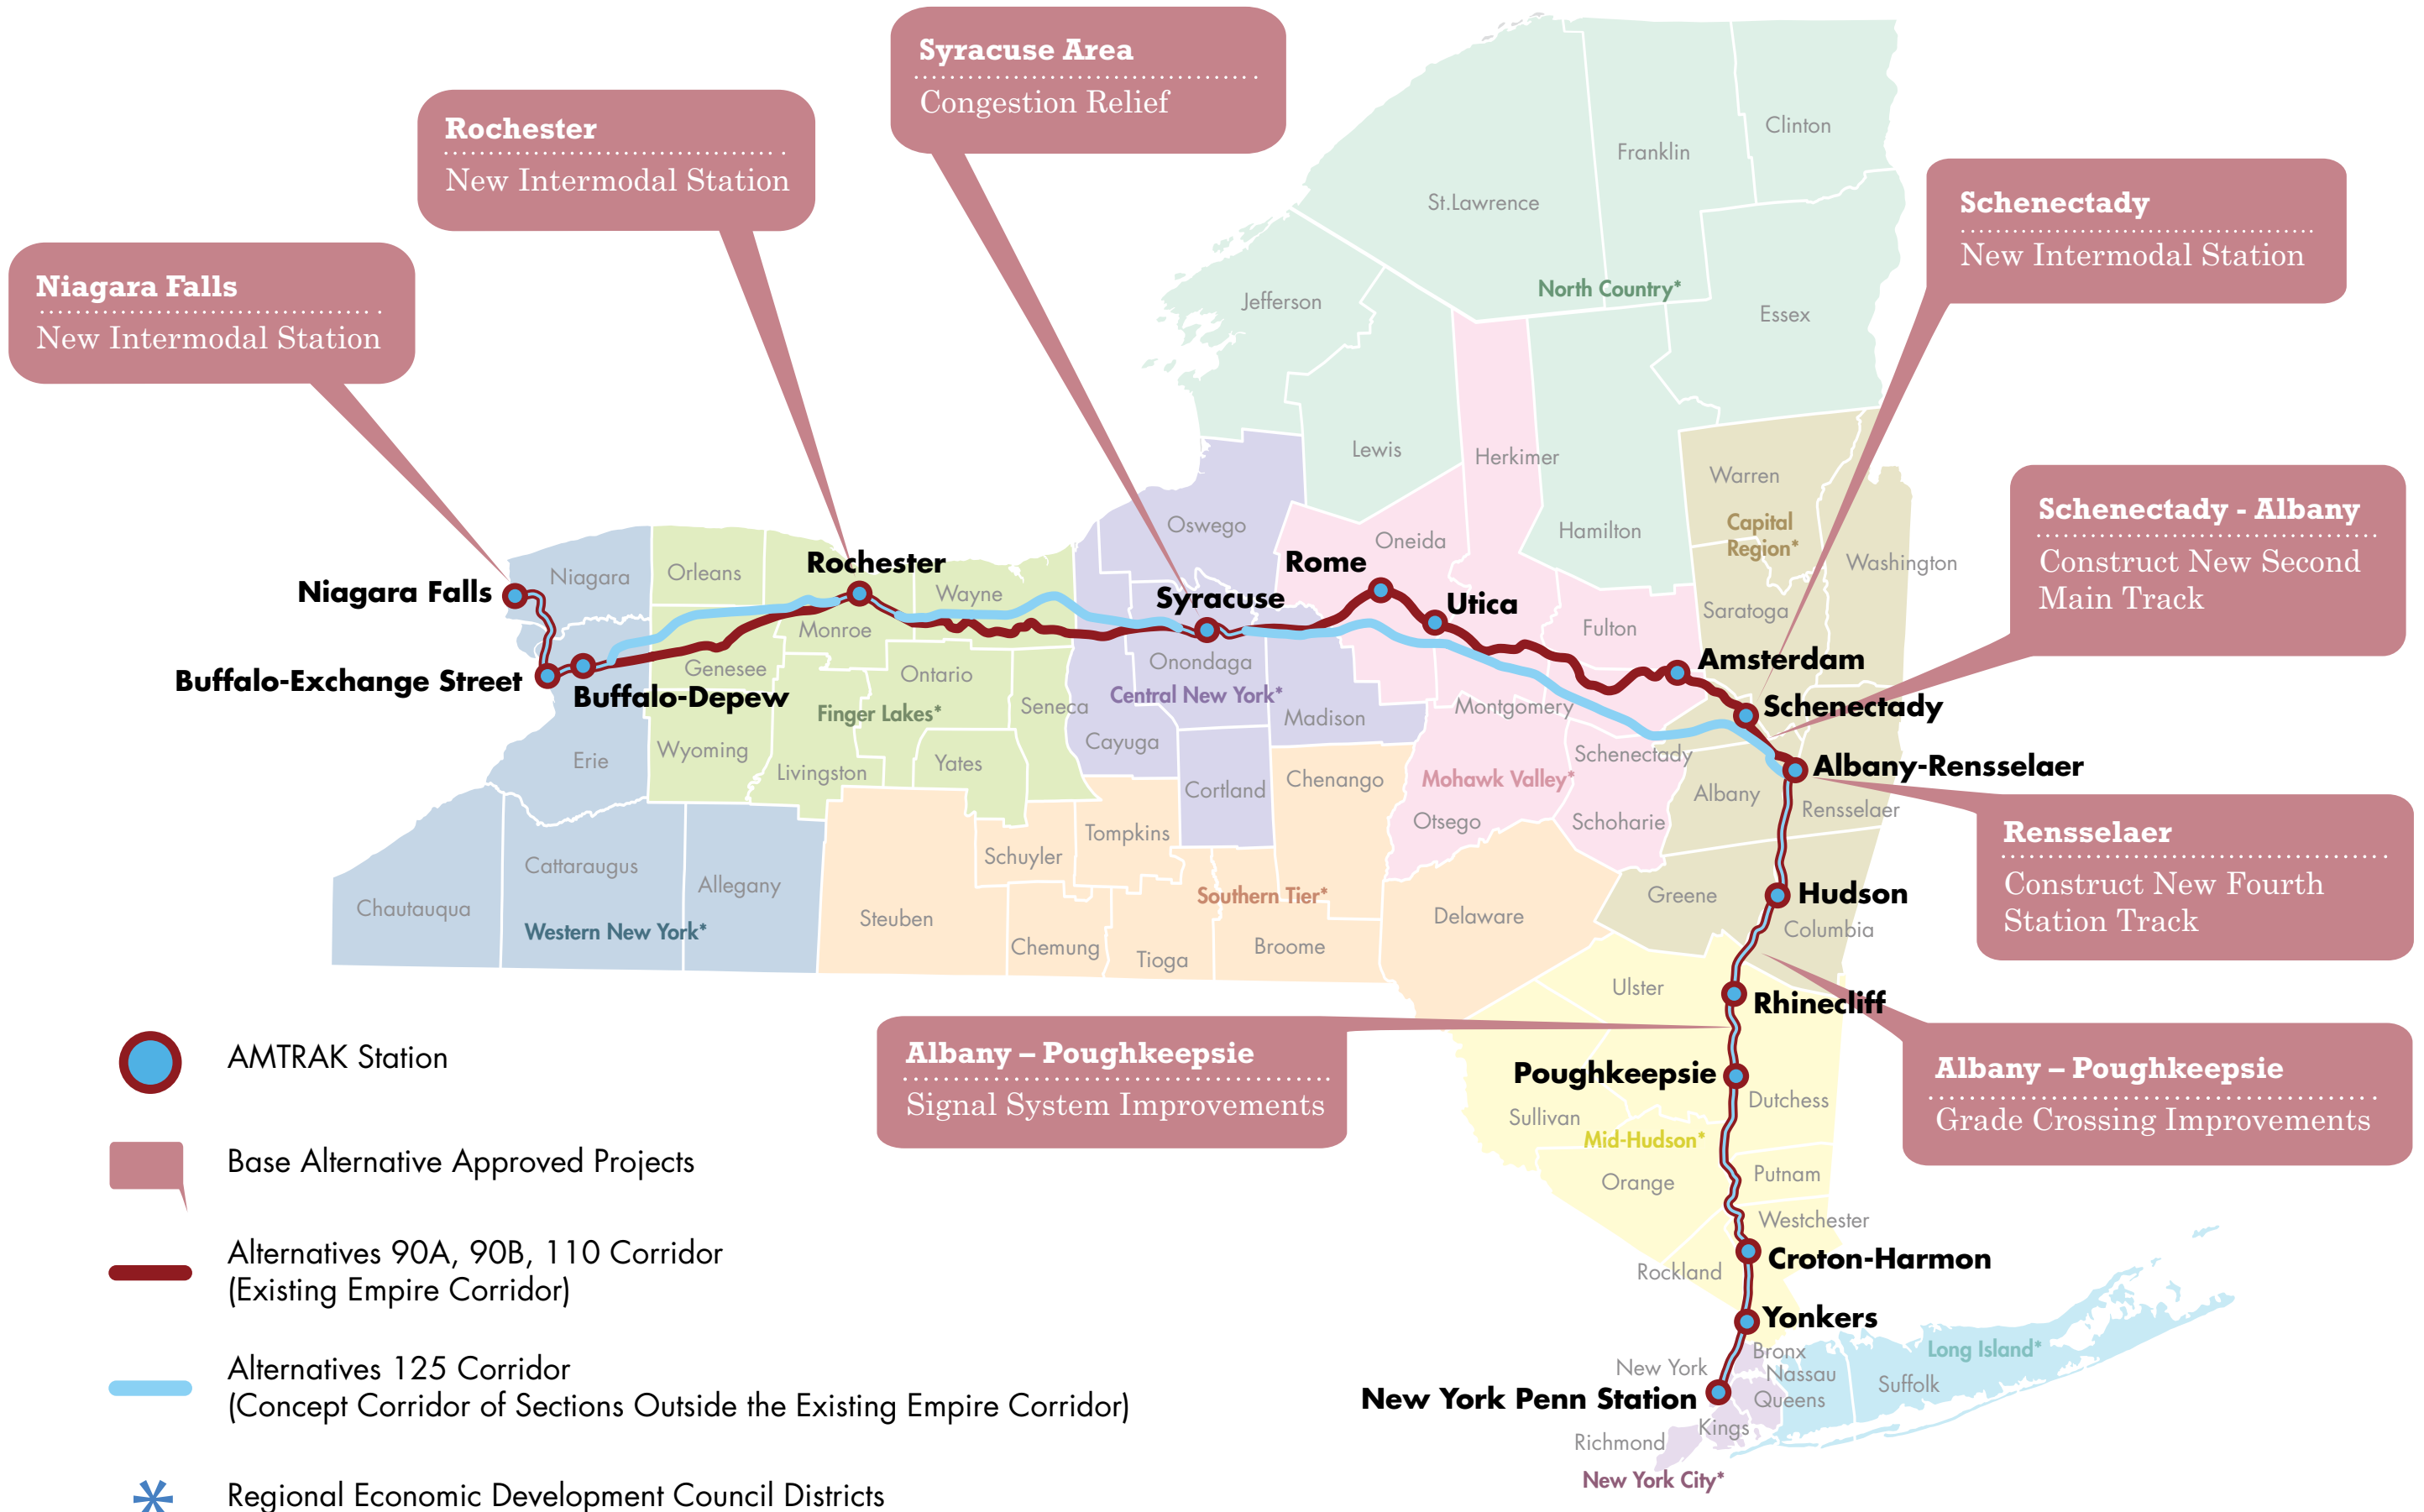 Syracuse Area
Congestion Relief
Rochester
New Intermodal Station
Niagara Falls
New Intermodal Station
Schenectady
New Intermodal Station
Schenectady - Albany
Construct New Second
Main Track
Rensselaer
Construct New Fourth
Station Track
Albany – Poughkeepsie
Grade Crossing Improvements
Albany – Poughkeepsie
Signal System Improvements
Clinton
Franklin
St.Lawrence
North Country*
Jefferson
Essex
Lewis
Herkimer
Hamilton
Warren
Capital
Region*
Washington
Saratoga
Oswego
Oneida
Rome
Utica
Fulton
Amsterdam
Schenectady
Albany-Rensselaer
Niagara Falls
Niagara
Orleans
Rochester
Wayne
Syracuse
Monroe
Genesee
Ontario
Onondaga
Buffalo-Exchange Street
Buffalo-Depew
Finger Lakes*
Seneca
Central New York*
Madison
Montgomery
Cayuga
Schenectady
Erie
Wyoming
Livingston
Yates
Cortland
Chenango
Mohawk Valley*
Otsego
Schoharie
Albany
Rensselaer
Tompkins
Schuyler
Cattaraugus
Allegany
Chautauqua
Western New York*
Steuben
Chemung
Tioga
Southern Tier*
Broome
Delaware
Greene
Hudson
Columbia
Ulster
Rhinecliff
Poughkeepsie
Dutchess
Sullivan
Mid-Hudson*
Orange
Putnam
Westchester
Croton-Harmon
Rockland
Yonkers
Bronx
New York
Nassau
Long Island*
Suffolk
New York Penn Station
Queens
Kings
Richmond
New York City*
AMTRAK Station
Base Alternative Approved Projects
Alternatives 90A, 90B, 110 Corridor
(Existing Empire Corridor)
Alternatives 125 Corridor
(Concept Corridor of Sections Outside the Existing Empire Corridor)
* Regional Economic Development Council Districts